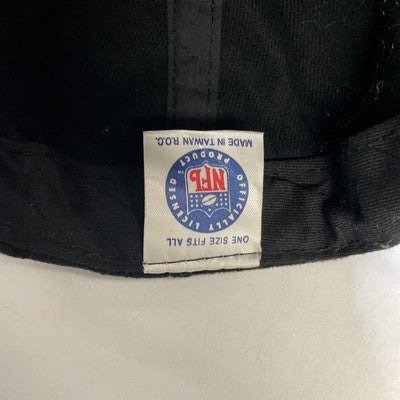 ONE SIZE FITS ALL
OFFICIALLY LICENSED PRODUCT
NFL
MADE IN TAIWAN R.O.C.